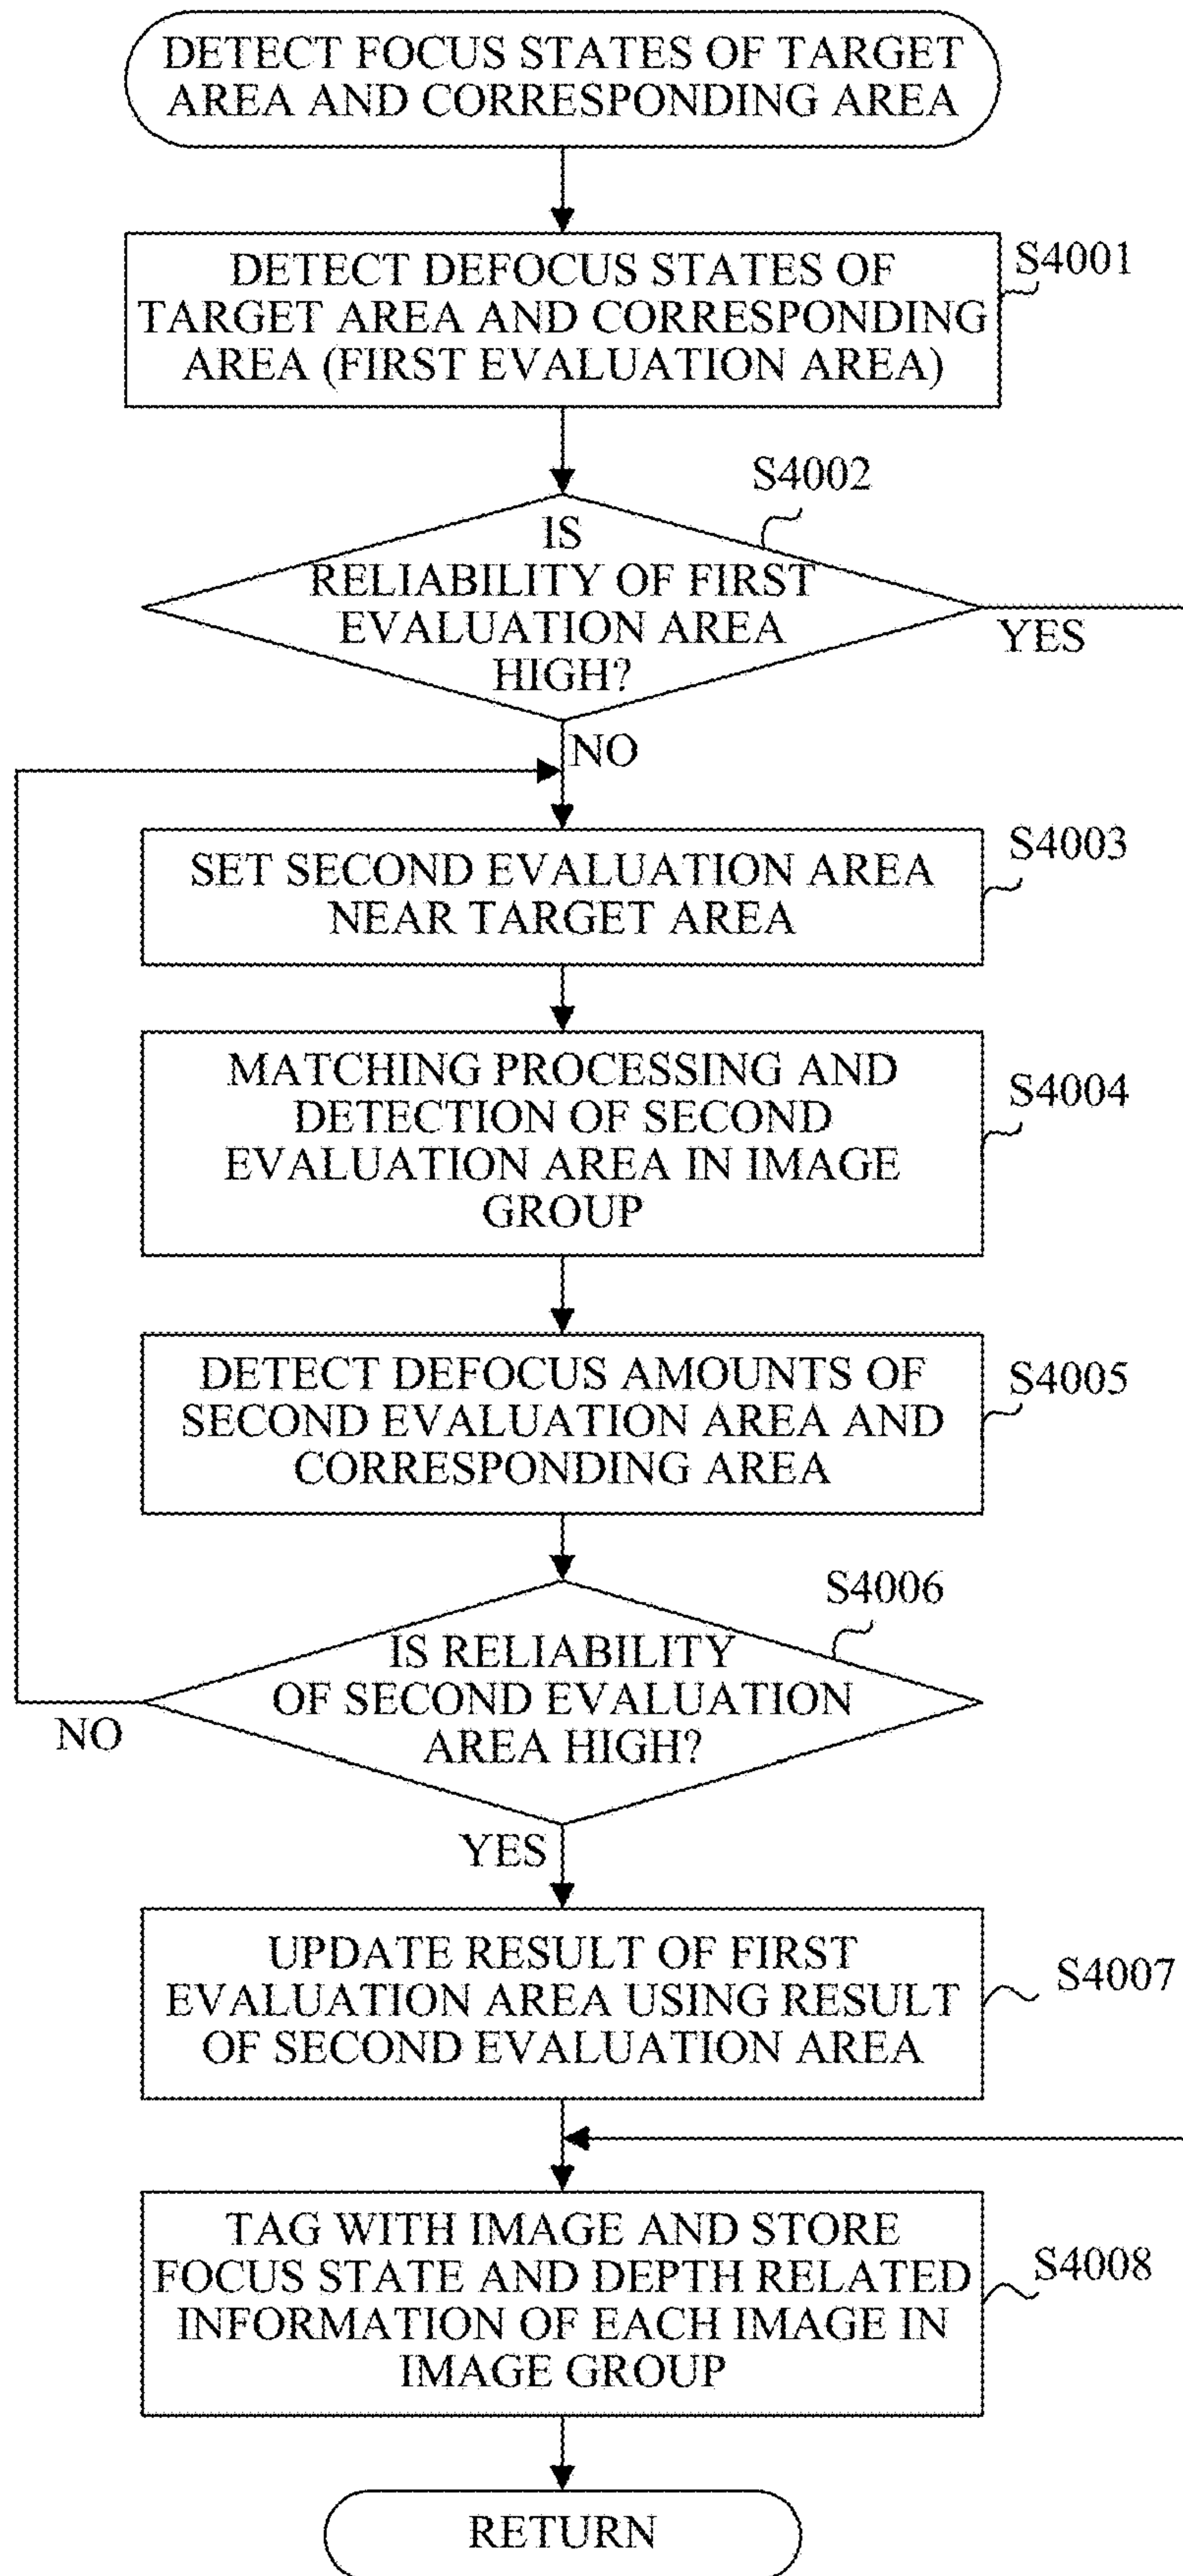 DETECT FOCUS STATES OF TARGET
AREA AND CORRESPONDING AREA
DETECT DEFOCUS STATES OF
TARGET AREA AND CORRESPONDING
AREA (FIRST EVALUATION AREA)
S4001
S4002
IS
RELIABILITY OF FIRST
EVALUATION AREA
HIGH?
YES
NO
SET SECOND EVALUATION AREA
NEAR TARGET AREA
S4003
MATCHING PROCESSING AND
DETECTION OF SECOND
EVALUATION AREA IN IMAGE
GROUP
S4004
DETECT DEFOCUS AMOUNTS OF
SECOND EVALUATION AREA AND
CORRESPONDING AREA
S4005
S4006
IS RELIABILITY
OF SECOND EVALUATION
AREA HIGH?
NO
YES
UPDATE RESULT OF FIRST
EVALUATION AREA USING RESULT
OF SECOND EVALUATION AREA
S4007
TAG WITH IMAGE AND STORE
FOCUS STATE AND DEPTH RELATED
INFORMATION OF EACH IMAGE IN
IMAGE GROUP
S4008
RETURN